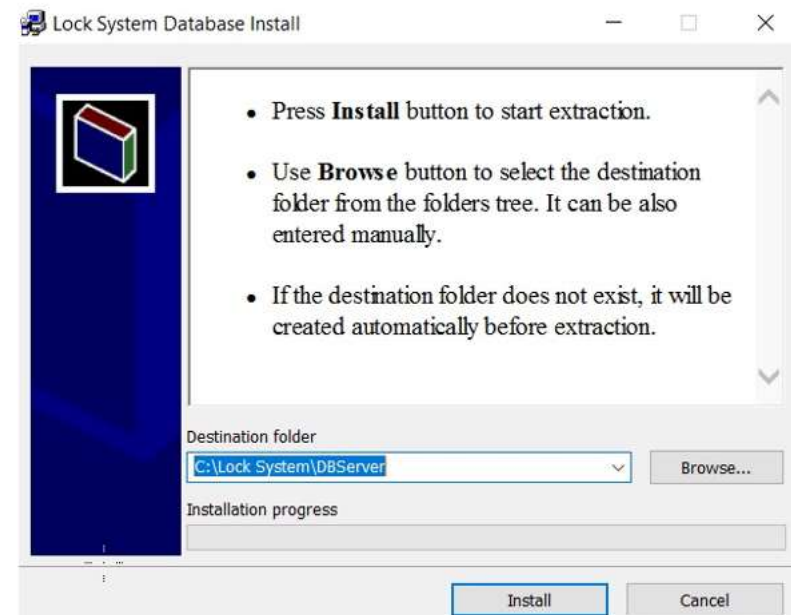 Lock System Database Install
• Press Install button to start extraction.
• Use Browse button to select the destination
folder from the folders tree. It can be also
entered manually.
• If the destination folder does not exist, it will be
created automatically before extraction.
Destination folder
C:\Lock System\DBServer
Browse...
Installation progress
Install
Cancel